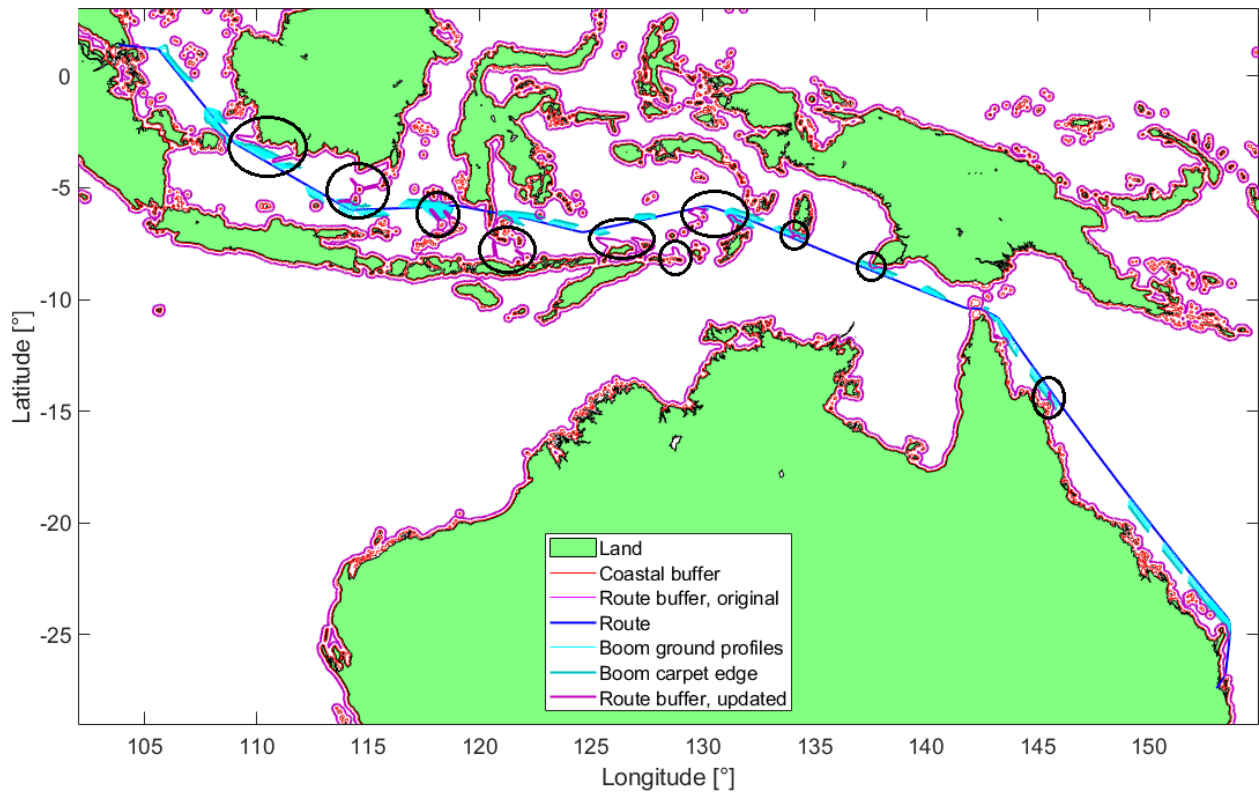 0
-5
-10
-15
-20
-25
Latitude [°]
Land
Coastal buffer
Route buffer, original
Route
Boom ground profiles
Boom carpet edge
Route buffer, updated
105 110 115 120 125 130 135 140 145 150
Longitude [°]